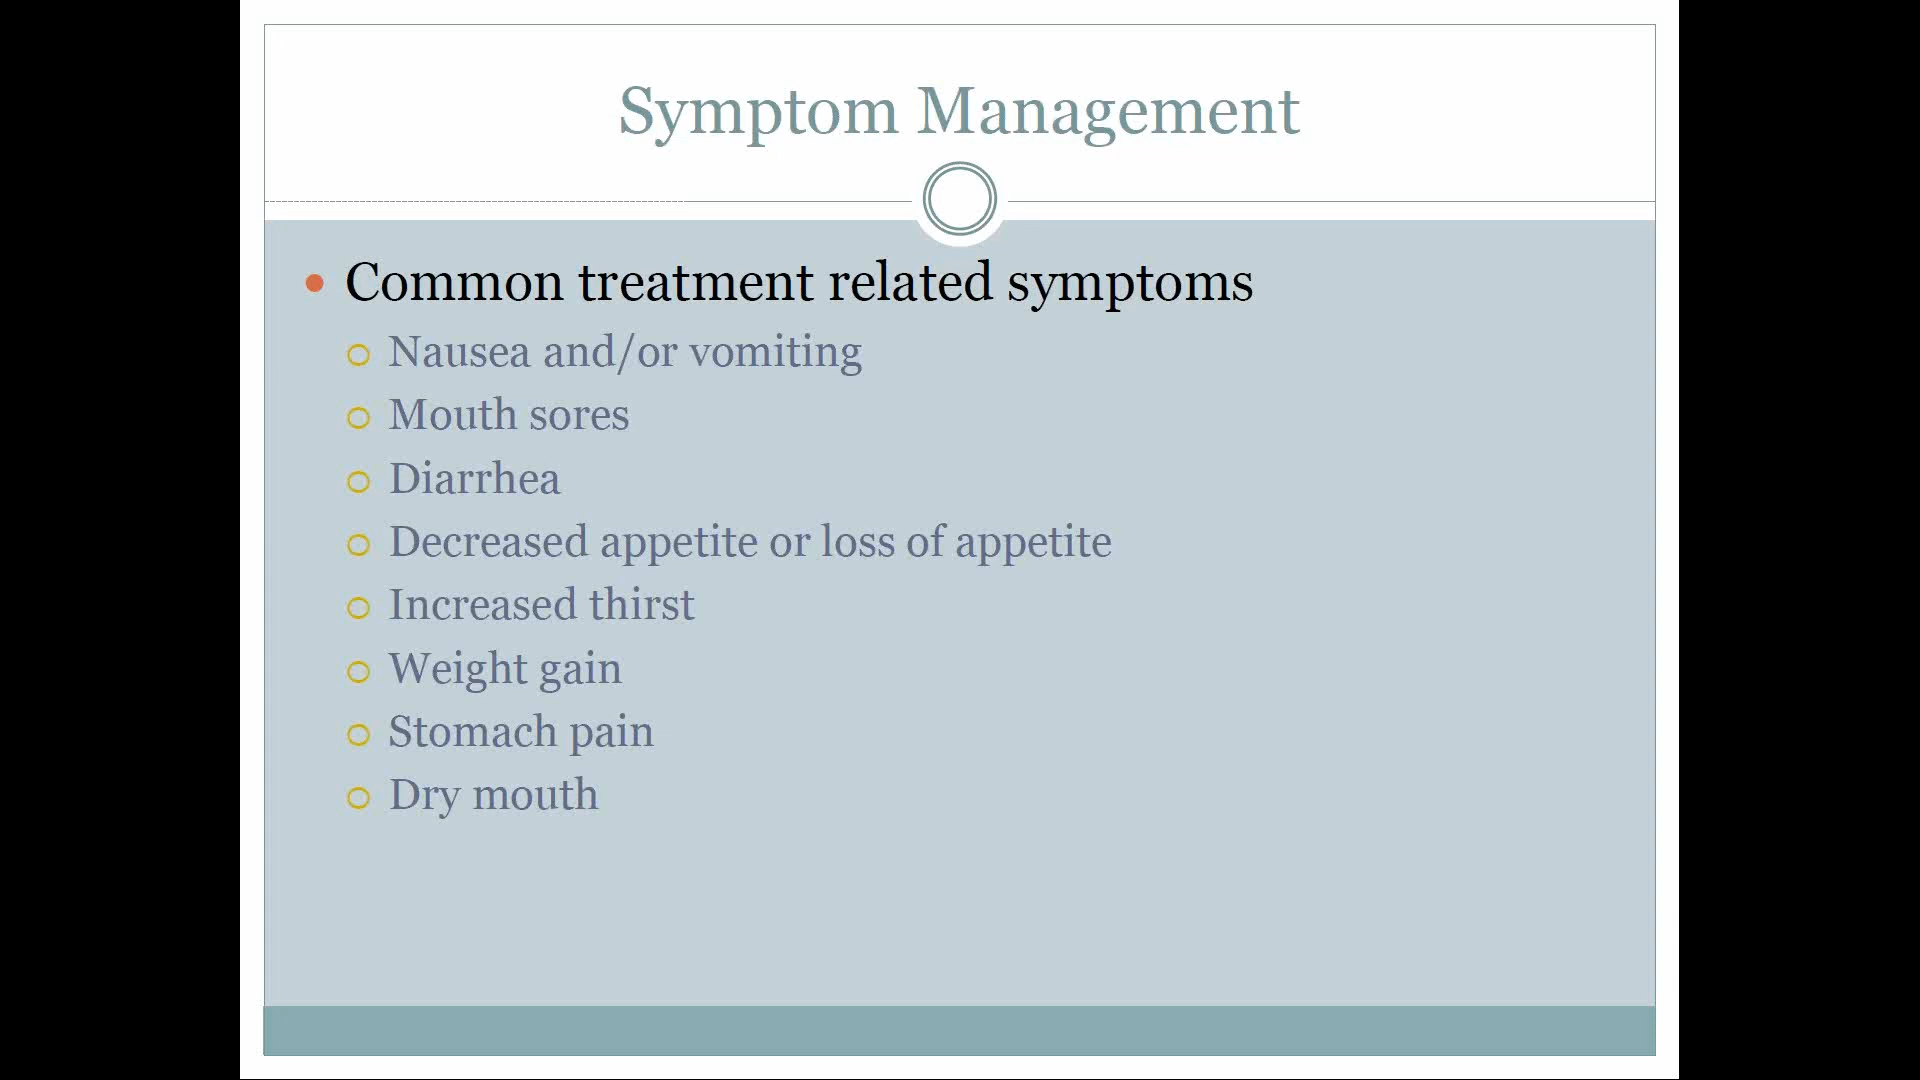 Symptom Management
Common treatment related symptoms
Nausea and/or vomiting
Mouth sores
Diarrhea
Decreased appetite or loss of appetite
Increased thirst
Weight gain
Stomach pain
Dry mouth